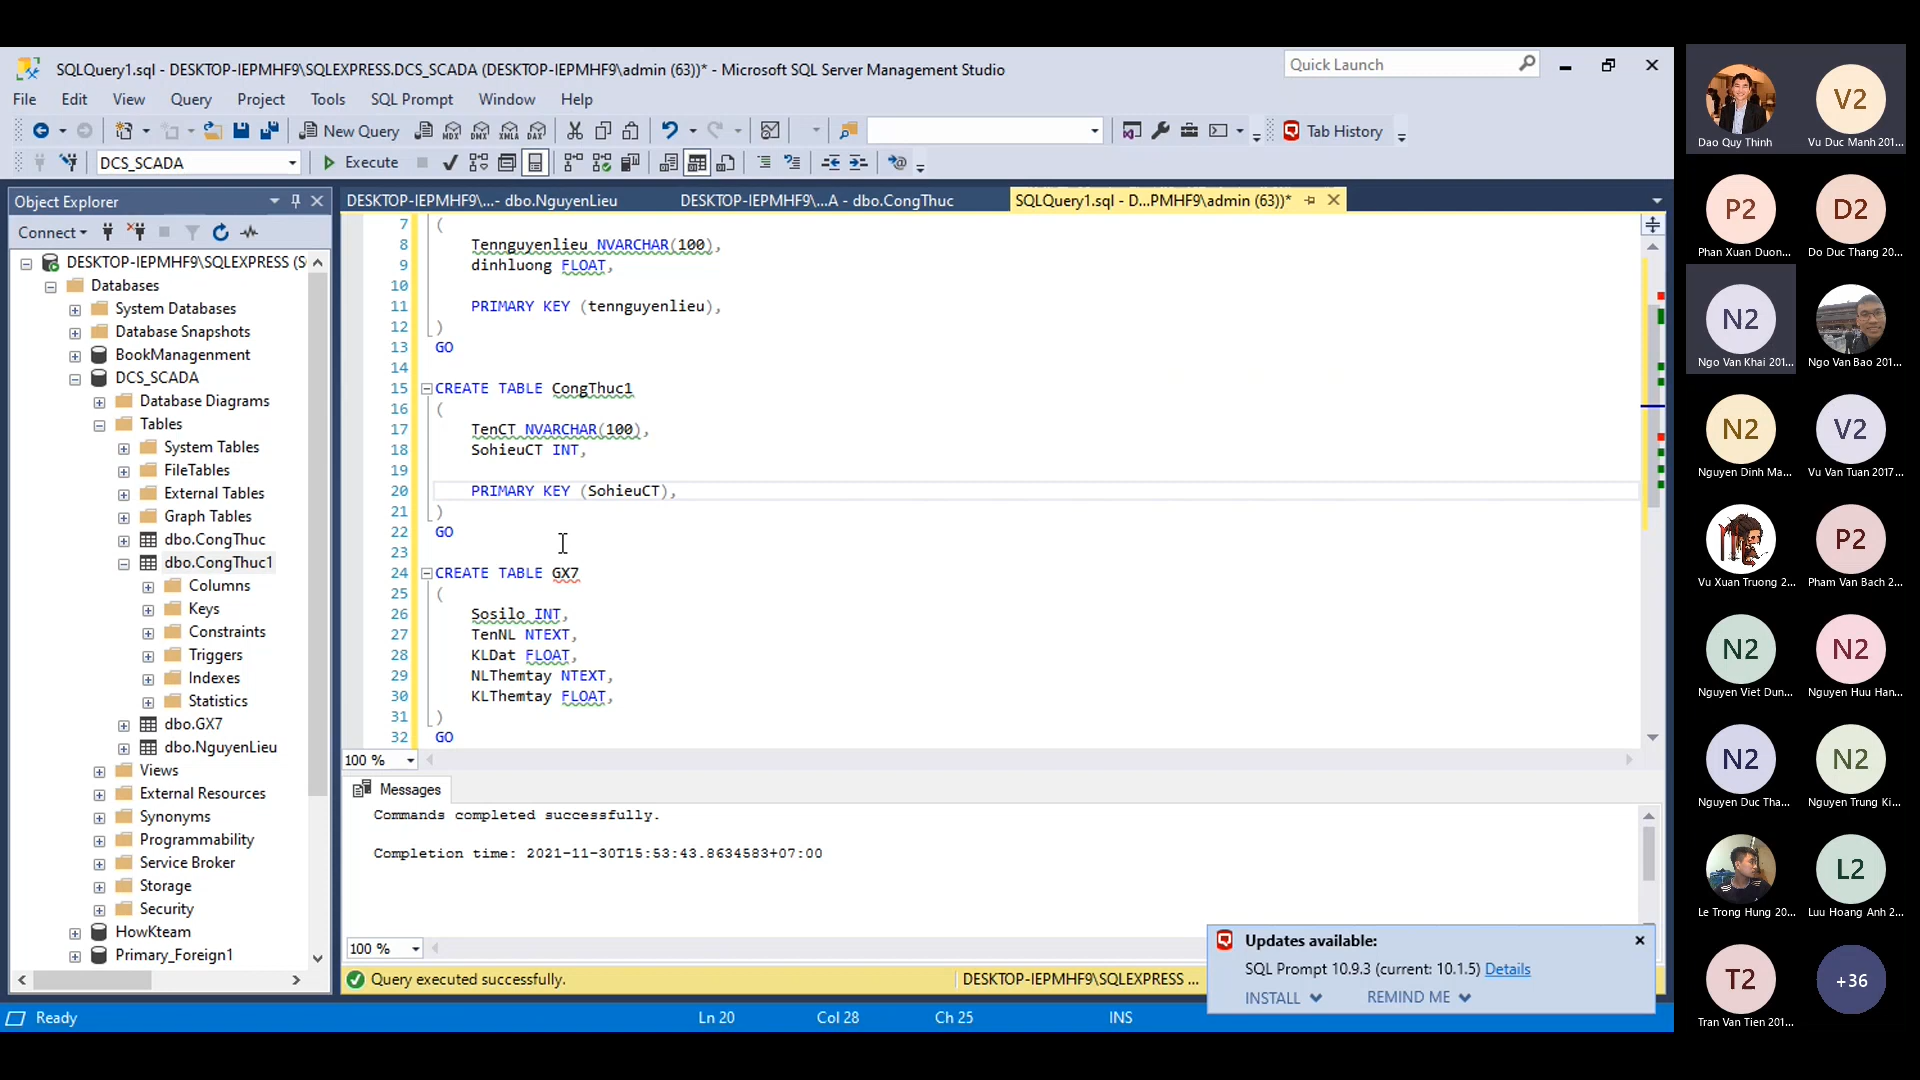 SQLQuery1.sql - DESKTOP-IEPMHF9\SQLEXPRESS.DCS_SCADA (DESKTOP-IEPMHF9\admin (63))* - Microsoft SQL Server Management Studio
Quick Launch
File Edit View Query Project Tools SQL Prompt Window Help
New Query
MDX DMX XMLA DAX
Tab History
DCS_SCADA
Execute
Object Explorer
Connect
DESKTOP-IEPMHF9\SQLEXPRESS (S
Databases
System Databases
Database Snapshots
BookManagenment
DCS_SCADA
Database Diagrams
Tables
System Tables
FileTables
External Tables
Graph Tables
dbo.CongThuc
dbo.CongThuc1
Columns
Keys
Constraints
Triggers
Indexes
Statistics
dbo.GX7
dbo.NguyenLieu
Views
External Resources
Synonyms
Programmability
Service Broker
Storage
Security
HowKteam
Primary_Foreign1
DESKTOP-IEPMHF9\...- dbo.NguyenLieu
DESKTOP-IEPMHF9\...A - dbo.CongThuc
SQLQuery1.sql - D...PMHF9\admin (63))*
7 (
8 Tennguyenlieu NVARCHAR(100),
9 dinhluong FLOAT,
10
11 PRIMARY KEY (tennguyenlieu),
12 )
13 GO
14
15 CREATE TABLE CongThuc1
16 (
17 TenCT NVARCHAR(100),
18 SohieuCT INT,
19
20 PRIMARY KEY (SohieuCT),
21 )
22 GO
23
24 CREATE TABLE GX7
25 (
26 Sosilo INT,
27 TenNL NTEXT,
28 KLDat FLOAT,
29 NLThemtay NTEXT,
30 KLThemtay FLOAT,
31 )
32 GO
100 %
Messages
Commands completed successfully.
Completion time: 2021-11-30T15:53:43.8634583+07:00
100 %
Query executed successfully.
DESKTOP-IEPMHF9\SQLEXPRESS ...
Updates available:
SQL Prompt 10.9.3 (current: 10.1.5) Details
INSTALL REMIND ME
Ready
Ln 20
Col 28
Ch 25
INS
Dao Quy Thinh
V2
Vu Duc Manh 201...
P2
Phan Xuan Duon...
D2
Do Duc Thang 20...
N2
Ngo Van Khai 201...
Ngo Van Bao 201...
N2
Nguyen Dinh Ma...
V2
Vu Van Tuan 2017...
Vu Xuan Truong 2...
P2
Pham Van Bach 2...
N2
Nguyen Viet Dun...
N2
Nguyen Huu Han...
N2
Nguyen Duc Tha...
N2
Nguyen Trung Ki...
Le Trong Hung 20...
L2
Luu Hoang Anh 2...
T2
Tran Van Tien 201...
+36